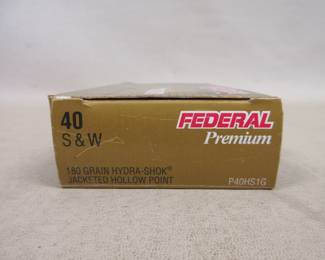 40
S & W
FEDERAL
Premium
180 GRAIN HYDRA-SHOK®
JACKETED HOLLOW POINT
P40HS1G